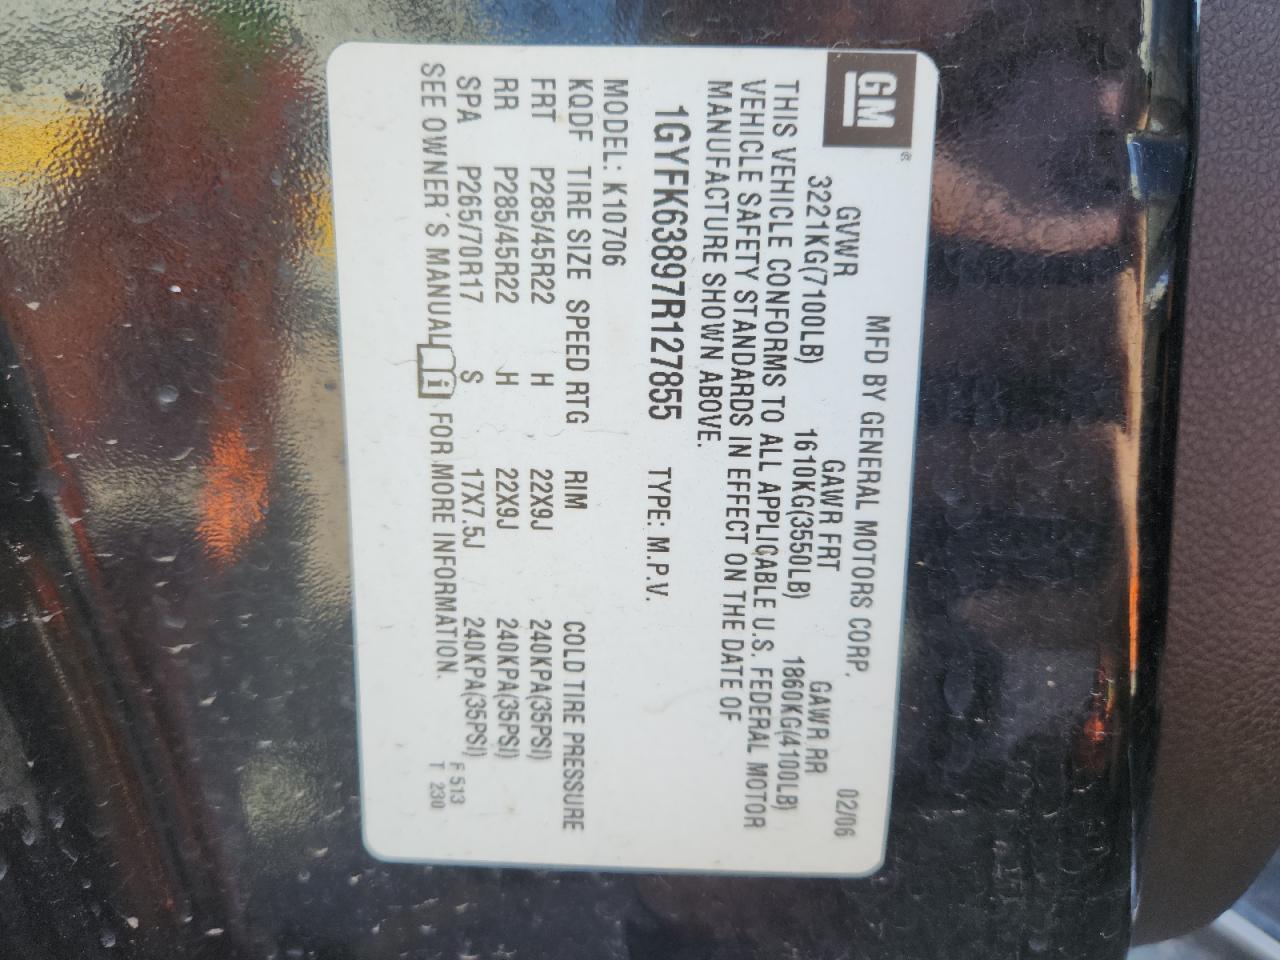 GM®
MFD BY GENERAL MOTORS CORP. 02/06
GVWR GAWR FRT GAWR RR
3221KG(7100LB) 1610KG(3550LB) 1860KG(4100LB)
THIS VEHICLE CONFORMS TO ALL APPLICABLE U.S. FEDERAL MOTOR
VEHICLE SAFETY STANDARDS IN EFFECT ON THE DATE OF
MANUFACTURE SHOWN ABOVE.
1GYFK63897R127855 TYPE: M.P.V.
MODEL: K10706
KQDF TIRE SIZE SPEED RTG RIM COLD TIRE PRESSURE
FRT P285/45R22 H 22X9J 240KPA(35PSI)
RR P285/45R22 H 22X9J 240KPA(35PSI)
SPA P265/70R17 S 17X7.5J 240KPA(35PSI)
SEE OWNER'S MANUAL i FOR MORE INFORMATION.
F 513
T 230